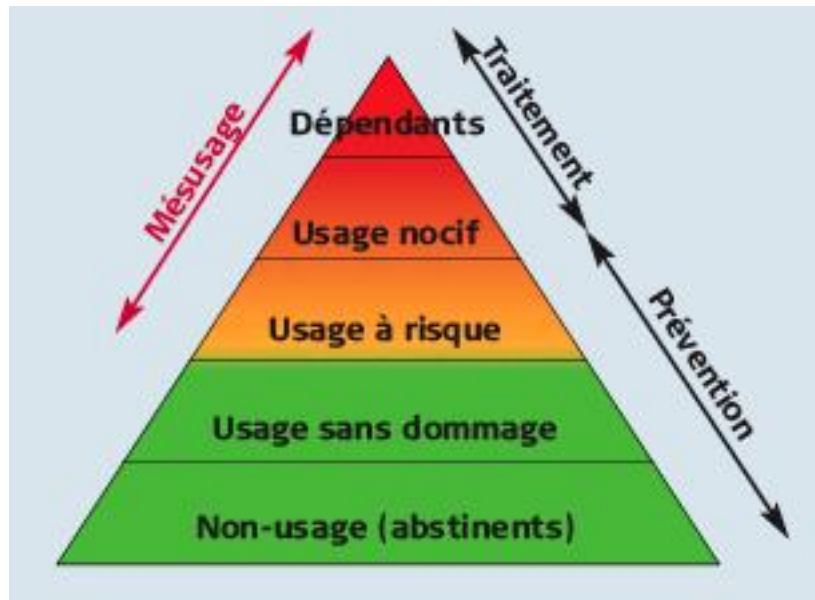 Mésusage
Traitement
Dépendants
Usage nocif
Usage à risque
Prévention
Usage sans dommage
Non-usage (abstinents)